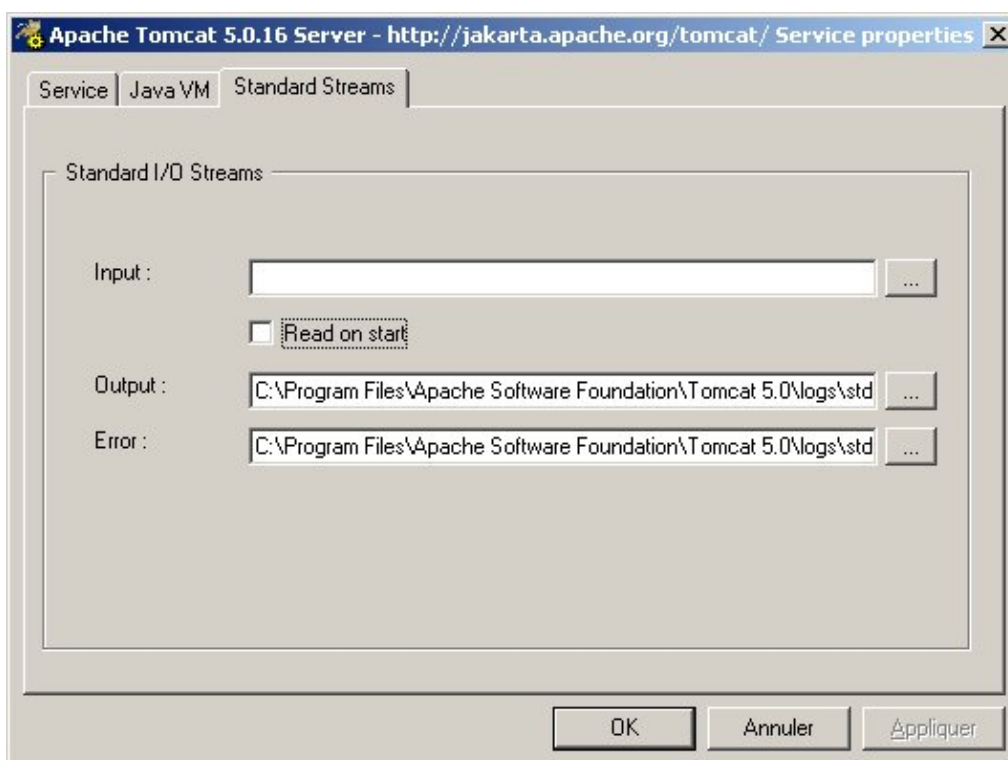 Apache Tomcat 5.0.16 Server - http://jakarta.apache.org/tomcat/ Service properties
Service Java VM Standard Streams
Standard I/O Streams
Input :
...
Read on start
Output : C:\Program Files\Apache Software Foundation\Tomcat 5.0\logs\std ...
Error : C:\Program Files\Apache Software Foundation\Tomcat 5.0\logs\std ...
OK Annuler Appliquer